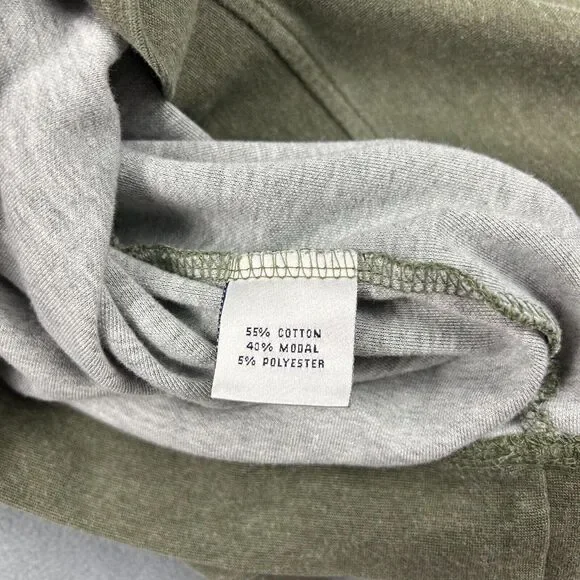 55% COTTON
40% MODAL
5% POLYESTER